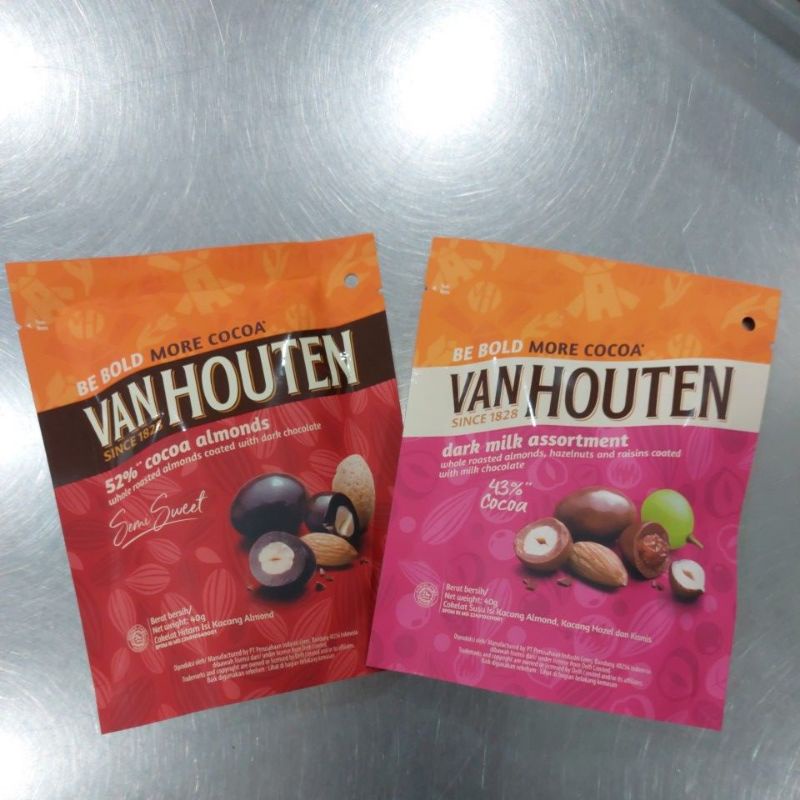 BE BOLD MORE COCOA*
VAN HOUTEN
SINCE 1828
52%** cocoa almonds
whole roasted almonds coated with dark chocolate
Semi Sweet
Berat bersih/
Net weight: 40g
Cokelat Hitam Isi Kacang Almond
BE BOLD MORE COCOA*
VAN HOUTEN
SINCE 1828
dark milk assortment
whole roasted almonds, hazelnuts and raisins coated
with milk chocolate
43%**
Cocoa
Berat bersih/
Net weight: 40g
Cokelat Susu Isi Kacang Almond, Kacang Hazel dan Kismis